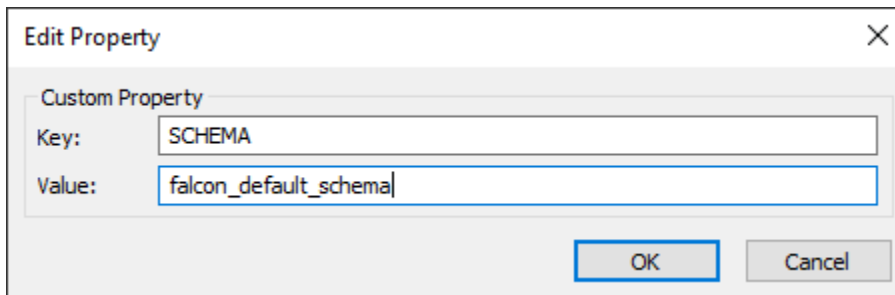 Edit Property
Custom Property
Key: SCHEMA
Value: falcon_default_schema
OK Cancel